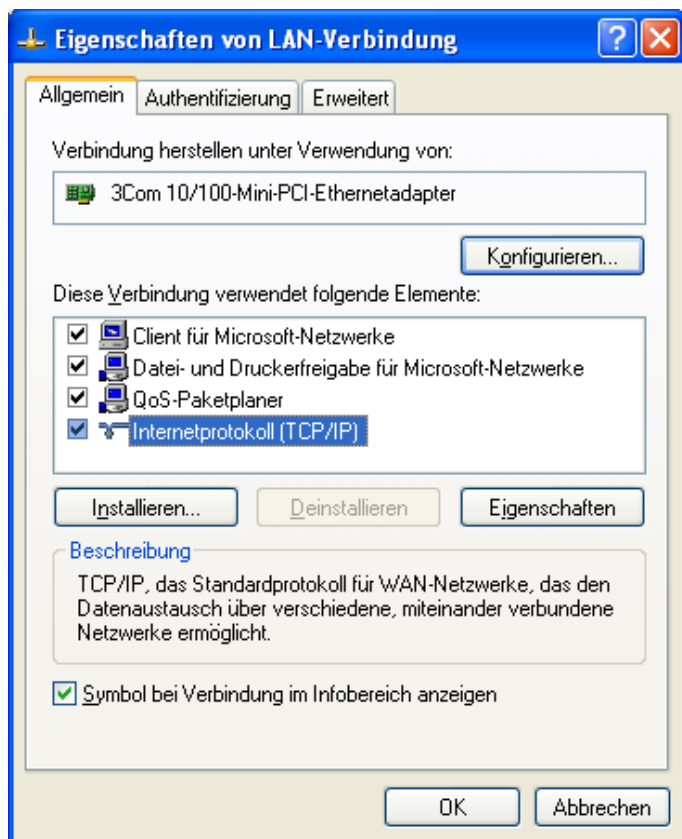 Eigenschaften von LAN-Verbindung
Allgemein Authentifizierung Erweitert
Verbindung herstellen unter Verwendung von:
3Com 10/100-Mini-PCI-Ethernetadapter
Konfigurieren...
Diese Verbindung verwendet folgende Elemente:
Client für Microsoft-Netzwerke
Datei- und Druckerfreigabe für Microsoft-Netzwerke
QoS-Paketplaner
Internetprotokoll (TCP/IP)
Installieren... Deinstallieren Eigenschaften
Beschreibung
TCP/IP, das Standardprotokoll für WAN-Netzwerke, das den
Datenaustausch über verschiedene, miteinander verbundene
Netzwerke ermöglicht.
Symbol bei Verbindung im Infobereich anzeigen
OK Abbrechen